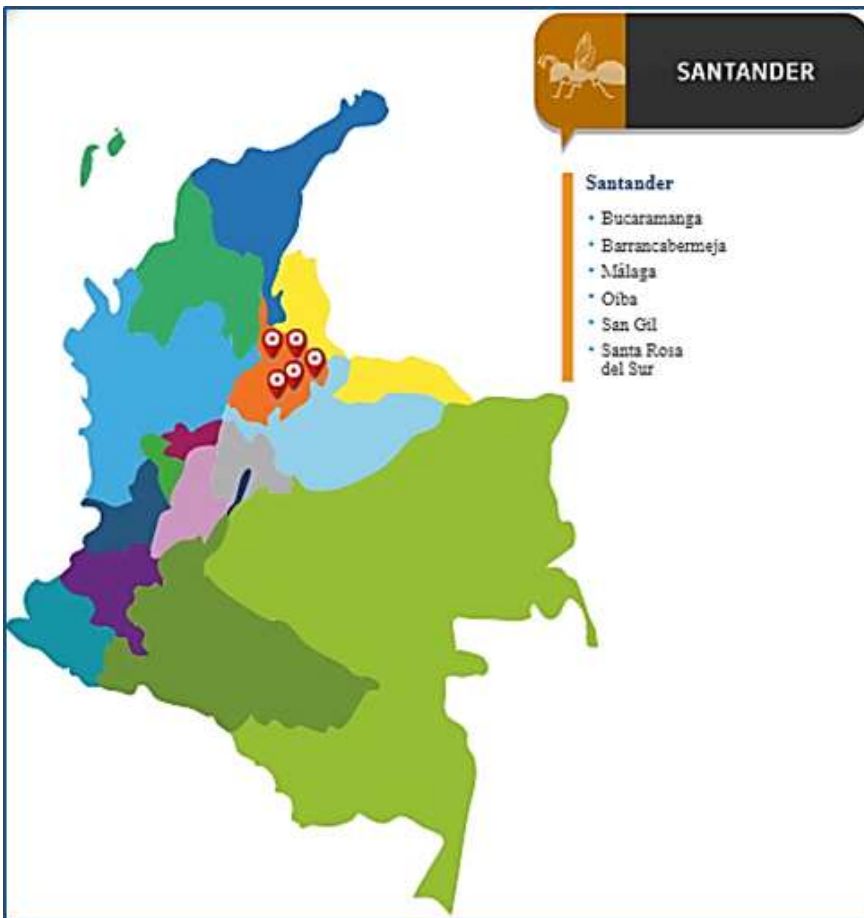 SANTANDER
Santander
• Bucaramanga
• Barrancabermeja
• Málaga
• Oiba
• San Gil
• Santa Rosa
del Sur